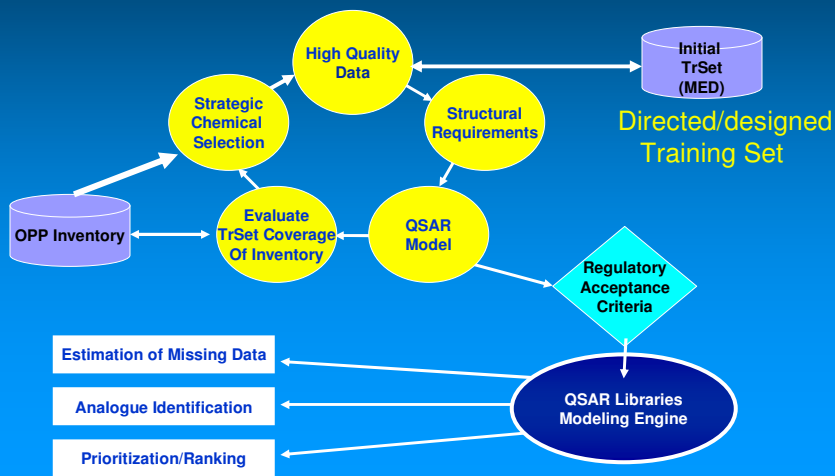 High Quality
Data
Initial
TrSet
(MED)
Strategic
Chemical
Selection
Structural
Requirements
Directed/designed
Training Set
OPP Inventory
Evaluate
TrSet Coverage
Of Inventory
QSAR
Model
Regulatory
Acceptance
Criteria
Estimation of Missing Data
Analogue Identification
Prioritization/Ranking
QSAR Libraries
Modeling Engine